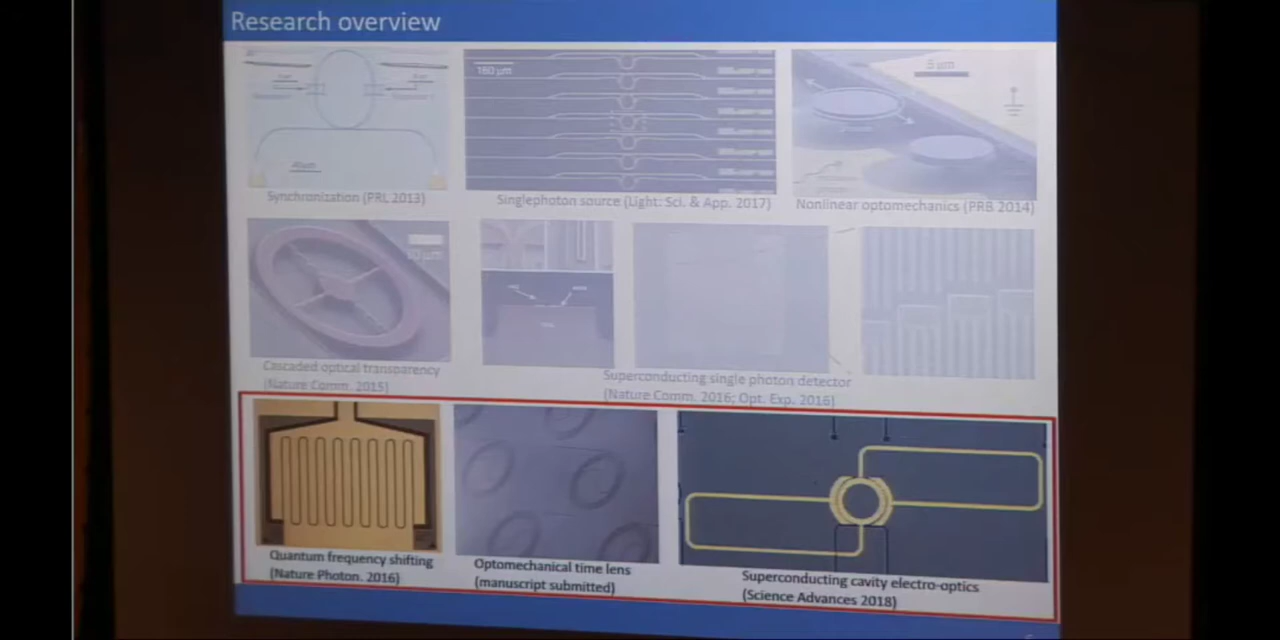 Research overview
160 μm
5 μm
Synchronization (PRL 2013)
Singlephoton source (Light: Sci. & App. 2017)
Nonlinear optomechanics (PRB 2014)
10 μm
Cascaded optical transparency
(Nature Comm. 2015)
Superconducting single photon detector
(Nature Comm. 2016; Opt. Exp. 2016)
Quantum frequency shifting
(Nature Photon. 2016)
Optomechanical time lens
(manuscript submitted)
Superconducting cavity electro-optics
(Science Advances 2018)